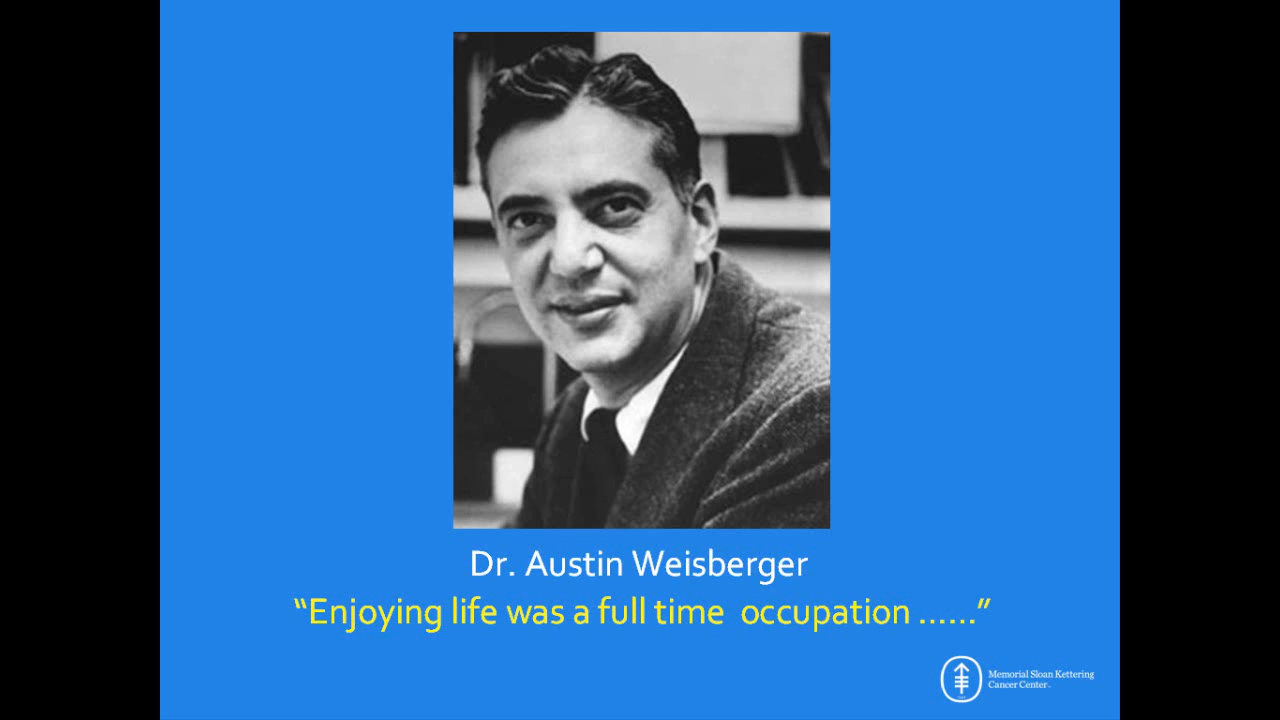 Dr. Austin Weisberger
“Enjoying life was a full time  occupation ......”
Memorial Sloan Kettering
Cancer Center